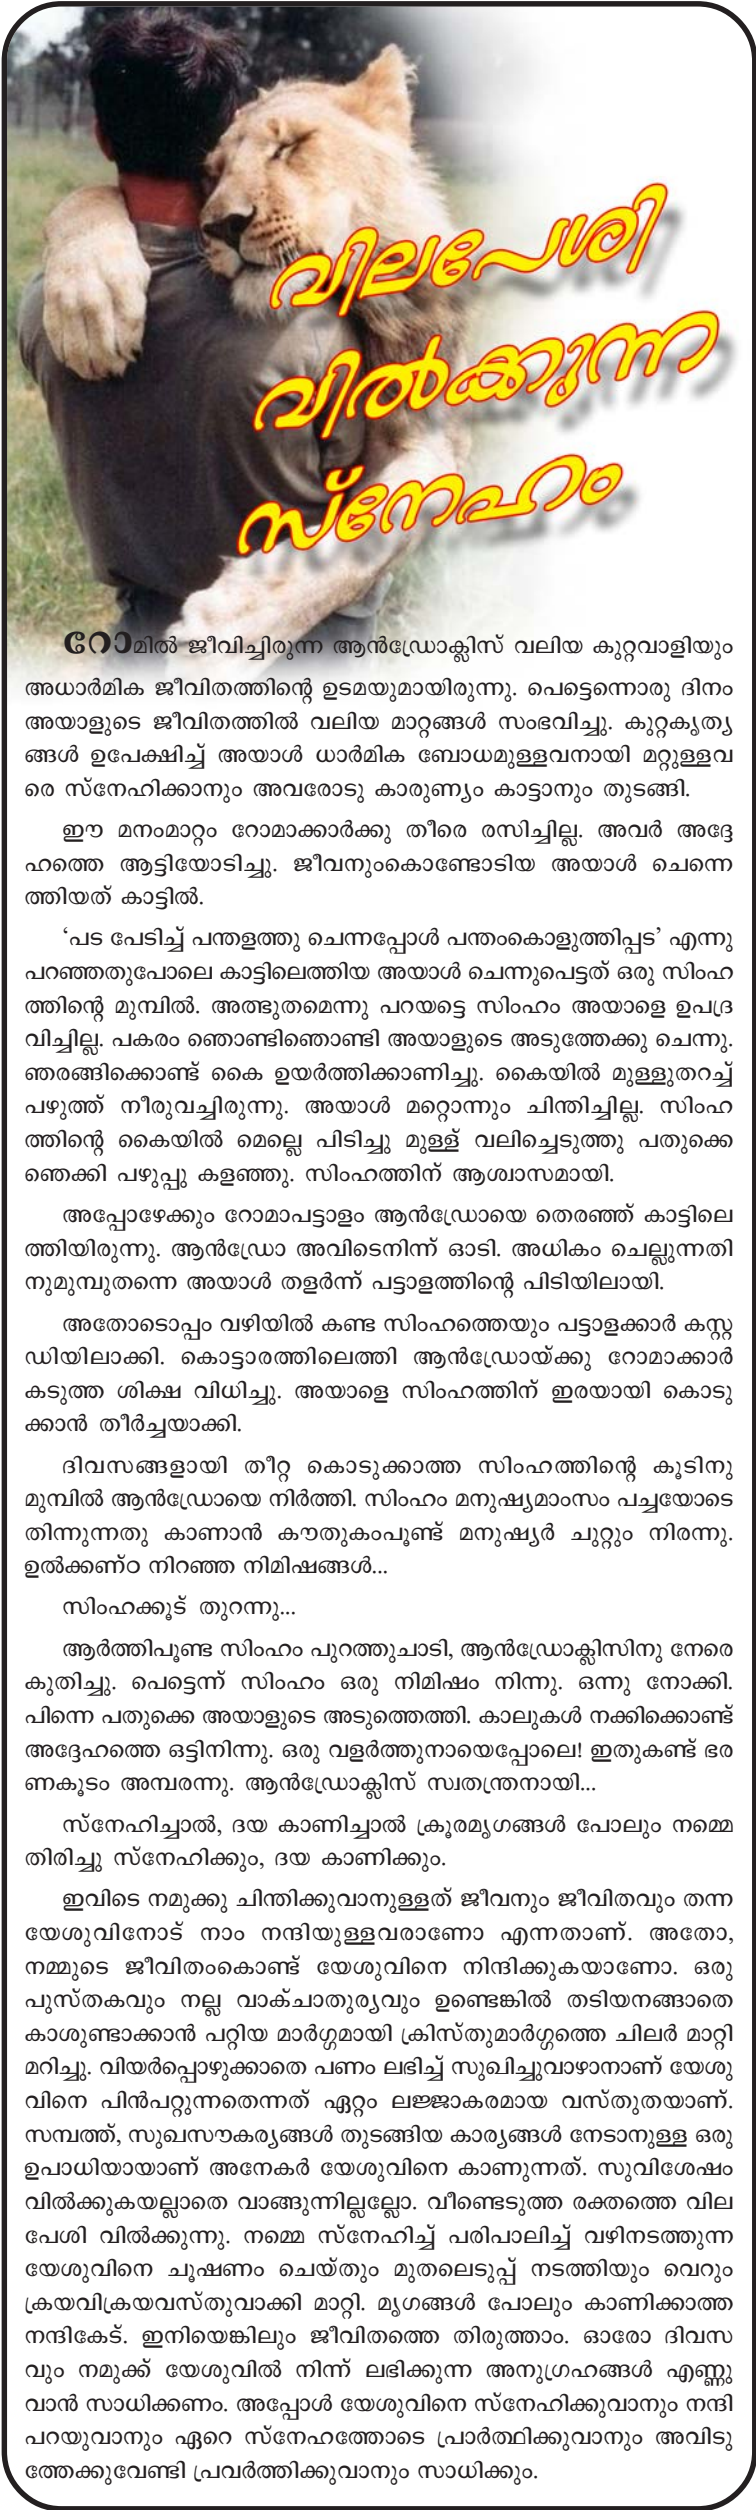 വിലപേശി
വിൽക്കുന്ന
സ്നേഹം
റോമിൽ ജീവിച്ചിരുന്ന ആൻഡ്രോക്ലിസ് വലിയ കുറ്റവാളിയും
അധാർമിക ജീവിതത്തിന്റെ ഉടമയുമായിരുന്നു. പെട്ടെന്നൊരു ദിനം
അയാളുടെ ജീവിതത്തിൽ വലിയ മാറ്റങ്ങൾ സംഭവിച്ചു. കുറ്റകൃത്യ
ങ്ങൾ ഉപേക്ഷിച്ച് അയാൾ ധാർമിക ബോധമുള്ളവനായി മറ്റുള്ളവ
രെ സ്നേഹിക്കാനും അവരോടു കാരുണ്യം കാട്ടാനും തുടങ്ങി.
ഈ മനംമാറ്റം റോമാക്കാർക്കു തീരെ രസിച്ചില്ല. അവർ അദ്ദേ
ഹത്തെ ആട്ടിയോടിച്ചു. ജീവനുംകൊണ്ടോടിയ അയാൾ ചെന്നെ
ത്തിയത് കാട്ടിൽ.
‘പട പേടിച്ച് പന്തളത്തു ചെന്നപ്പോൾ പന്തംകൊളുത്തിപ്പട’ എന്നു
പറഞ്ഞതുപോലെ കാട്ടിലെത്തിയ അയാൾ ചെന്നുപെട്ടത് ഒരു സിംഹ
ത്തിന്റെ മുമ്പിൽ. അത്ഭുതമെന്നു പറയട്ടെ സിംഹം അയാളെ ഉപദ്ര
വിച്ചില്ല. പകരം ഞൊണ്ടിഞൊണ്ടി അയാളുടെ അടുത്തേക്കു ചെന്നു.
ഞരങ്ങിക്കൊണ്ട് കൈ ഉയർത്തിക്കാണിച്ചു. കൈയിൽ മുള്ളുതറച്ച്
പഴുത്ത് നീരുവച്ചിരുന്നു. അയാൾ മറ്റൊന്നും ചിന്തിച്ചില്ല. സിംഹ
ത്തിന്റെ കൈയിൽ മെല്ലെ പിടിച്ചു മുള്ള് വലിച്ചെടുത്തു പതുക്കെ
ഞെക്കി പഴുപ്പു കളഞ്ഞു. സിംഹത്തിന് ആശ്വാസമായി.
അപ്പോഴേക്കും റോമാപട്ടാളം ആൻഡ്രോയെ തെരഞ്ഞ് കാട്ടിലെ
ത്തിയിരുന്നു. ആൻഡ്രോ അവിടെനിന്ന് ഓടി. അധികം ചെല്ലുന്നതി
നുമുമ്പുതന്നെ അയാൾ തളർന്ന് പട്ടാളത്തിന്റെ പിടിയിലായി.
അതോടൊപ്പം വഴിയിൽ കണ്ട സിംഹത്തെയും പട്ടാളക്കാർ കസ്റ്റ
ഡിയിലാക്കി. കൊട്ടാരത്തിലെത്തി ആൻഡ്രോയ്ക്കു റോമാക്കാർ
കടുത്ത ശിക്ഷ വിധിച്ചു. അയാളെ സിംഹത്തിന് ഇരയായി കൊടു
ക്കാൻ തീർച്ചയാക്കി.
ദിവസങ്ങളായി തീറ്റ കൊടുക്കാത്ത സിംഹത്തിന്റെ കൂടിനു
മുമ്പിൽ ആൻഡ്രോയെ നിർത്തി. സിംഹം മനുഷ്യമാംസം പച്ചയോടെ
തിന്നുന്നതു കാണാൻ കൗതുകംപൂണ്ട് മനുഷ്യർ ചുറ്റും നിരന്നു.
ഉൽക്കണ്ഠ നിറഞ്ഞ നിമിഷങ്ങൾ...
സിംഹക്കൂട് തുറന്നു...
ആർത്തിപൂണ്ട സിംഹം പുറത്തുചാടി, ആൻഡ്രോക്ലിസിനു നേരെ
കുതിച്ചു. പെട്ടെന്ന് സിംഹം ഒരു നിമിഷം നിന്നു. ഒന്നു നോക്കി.
പിന്നെ പതുക്കെ അയാളുടെ അടുത്തെത്തി. കാലുകൾ നക്കിക്കൊണ്ട്
അദ്ദേഹത്തെ ഒട്ടിനിന്നു. ഒരു വളർത്തുനായെപ്പോലെ! ഇതുകണ്ട് ഭര
ണകൂടം അമ്പരന്നു. ആൻഡ്രോക്ലിസ് സ്വതന്ത്രനായി...
സ്നേഹിച്ചാൽ, ദയ കാണിച്ചാൽ ക്രൂരമൃഗങ്ങൾ പോലും നമ്മെ
തിരിച്ചു സ്നേഹിക്കും, ദയ കാണിക്കും.
ഇവിടെ നമുക്കു ചിന്തിക്കുവാനുള്ളത് ജീവനും ജീവിതവും തന്ന
യേശുവിനോട് നാം നന്ദിയുള്ളവരാണോ എന്നതാണ്. അതോ,
നമ്മുടെ ജീവിതംകൊണ്ട് യേശുവിനെ നിന്ദിക്കുകയാണോ. ഒരു
പുസ്തകവും നല്ല വാക്ചാതുര്യവും ഉണ്ടെങ്കിൽ തടിയനങ്ങാതെ
കാശുണ്ടാക്കാൻ പറ്റിയ മാർഗ്ഗമായി ക്രിസ്തുമാർഗ്ഗത്തെ ചിലർ മാറ്റി
മറിച്ചു. വിയർപ്പൊഴുക്കാതെ പണം ലഭിച്ച് സുഖിച്ചുവാഴാനാണ് യേശു
വിനെ പിൻപറ്റുന്നതെന്നത് ഏറ്റം ലജ്ജാകരമായ വസ്തുതയാണ്.
സമ്പത്ത്, സുഖസൗകര്യങ്ങൾ തുടങ്ങിയ കാര്യങ്ങൾ നേടാനുള്ള ഒരു
ഉപാധിയായാണ് അനേകർ യേശുവിനെ കാണുന്നത്. സുവിശേഷം
വിൽക്കുകയല്ലാതെ വാങ്ങുന്നില്ലല്ലോ. വീണ്ടെടുത്ത രക്തത്തെ വില
പേശി വിൽക്കുന്നു. നമ്മെ സ്നേഹിച്ച് പരിപാലിച്ച് വഴിനടത്തുന്ന
യേശുവിനെ ചൂഷണം ചെയ്തും മുതലെടുപ്പ് നടത്തിയും വെറും
ക്രയവിക്രയവസ്തുവാക്കി മാറ്റി. മൃഗങ്ങൾ പോലും കാണിക്കാത്ത
നന്ദികേട്. ഇനിയെങ്കിലും ജീവിതത്തെ തിരുത്താം. ഓരോ ദിവസ
വും നമുക്ക് യേശുവിൽ നിന്ന് ലഭിക്കുന്ന അനുഗ്രഹങ്ങൾ എണ്ണു
വാൻ സാധിക്കണം. അപ്പോൾ യേശുവിനെ സ്നേഹിക്കുവാനും നന്ദി
പറയുവാനും ഏറെ സ്നേഹത്തോടെ പ്രാർത്ഥിക്കുവാനും അവിടു
ത്തേക്കുവേണ്ടി പ്രവർത്തിക്കുവാനും സാധിക്കും.